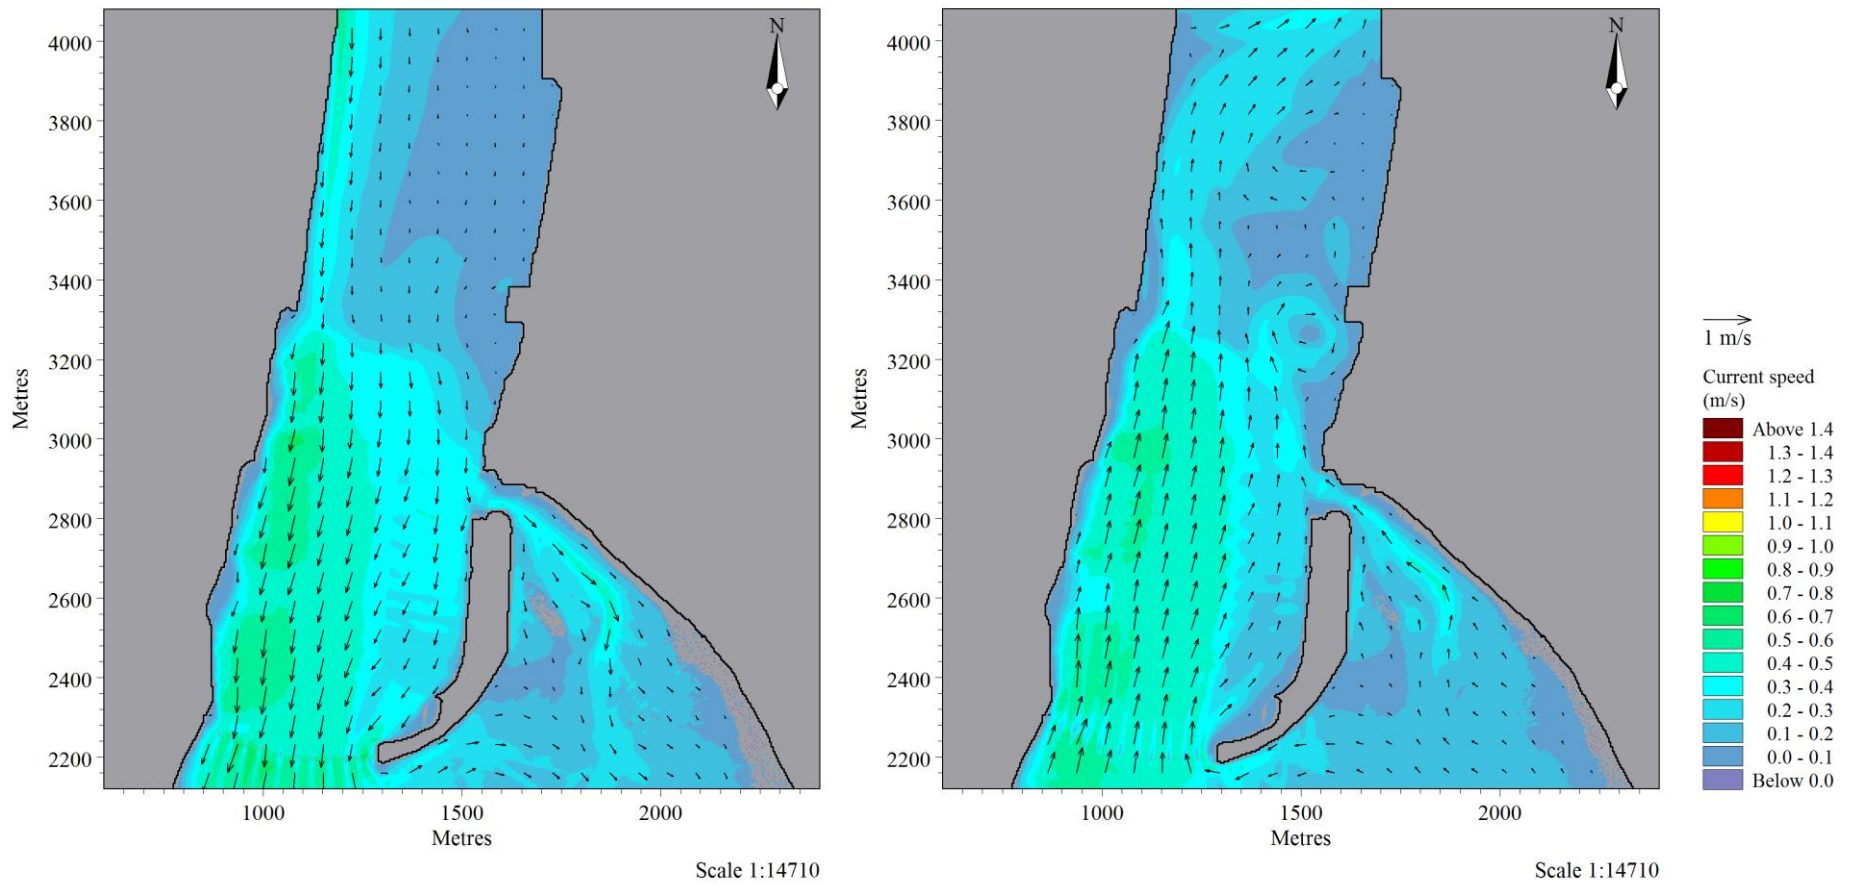 N
4000
3800
3600
3400
3200
3000
2800
2600
2400
2200
Metres
1000 1500 2000
Metres
Scale 1:14710
N
4000
3800
3600
3400
3200
3000
2800
2600
2400
2200
Metres
1000 1500 2000
Metres
Scale 1:14710
1 m/s
Current speed
(m/s)
Above 1.4
1.3 - 1.4
1.2 - 1.3
1.1 - 1.2
1.0 - 1.1
0.9 - 1.0
0.8 - 0.9
0.7 - 0.8
0.6 - 0.7
0.5 - 0.6
0.4 - 0.5
0.3 - 0.4
0.2 - 0.3
0.1 - 0.2
0.0 - 0.1
Below 0.0